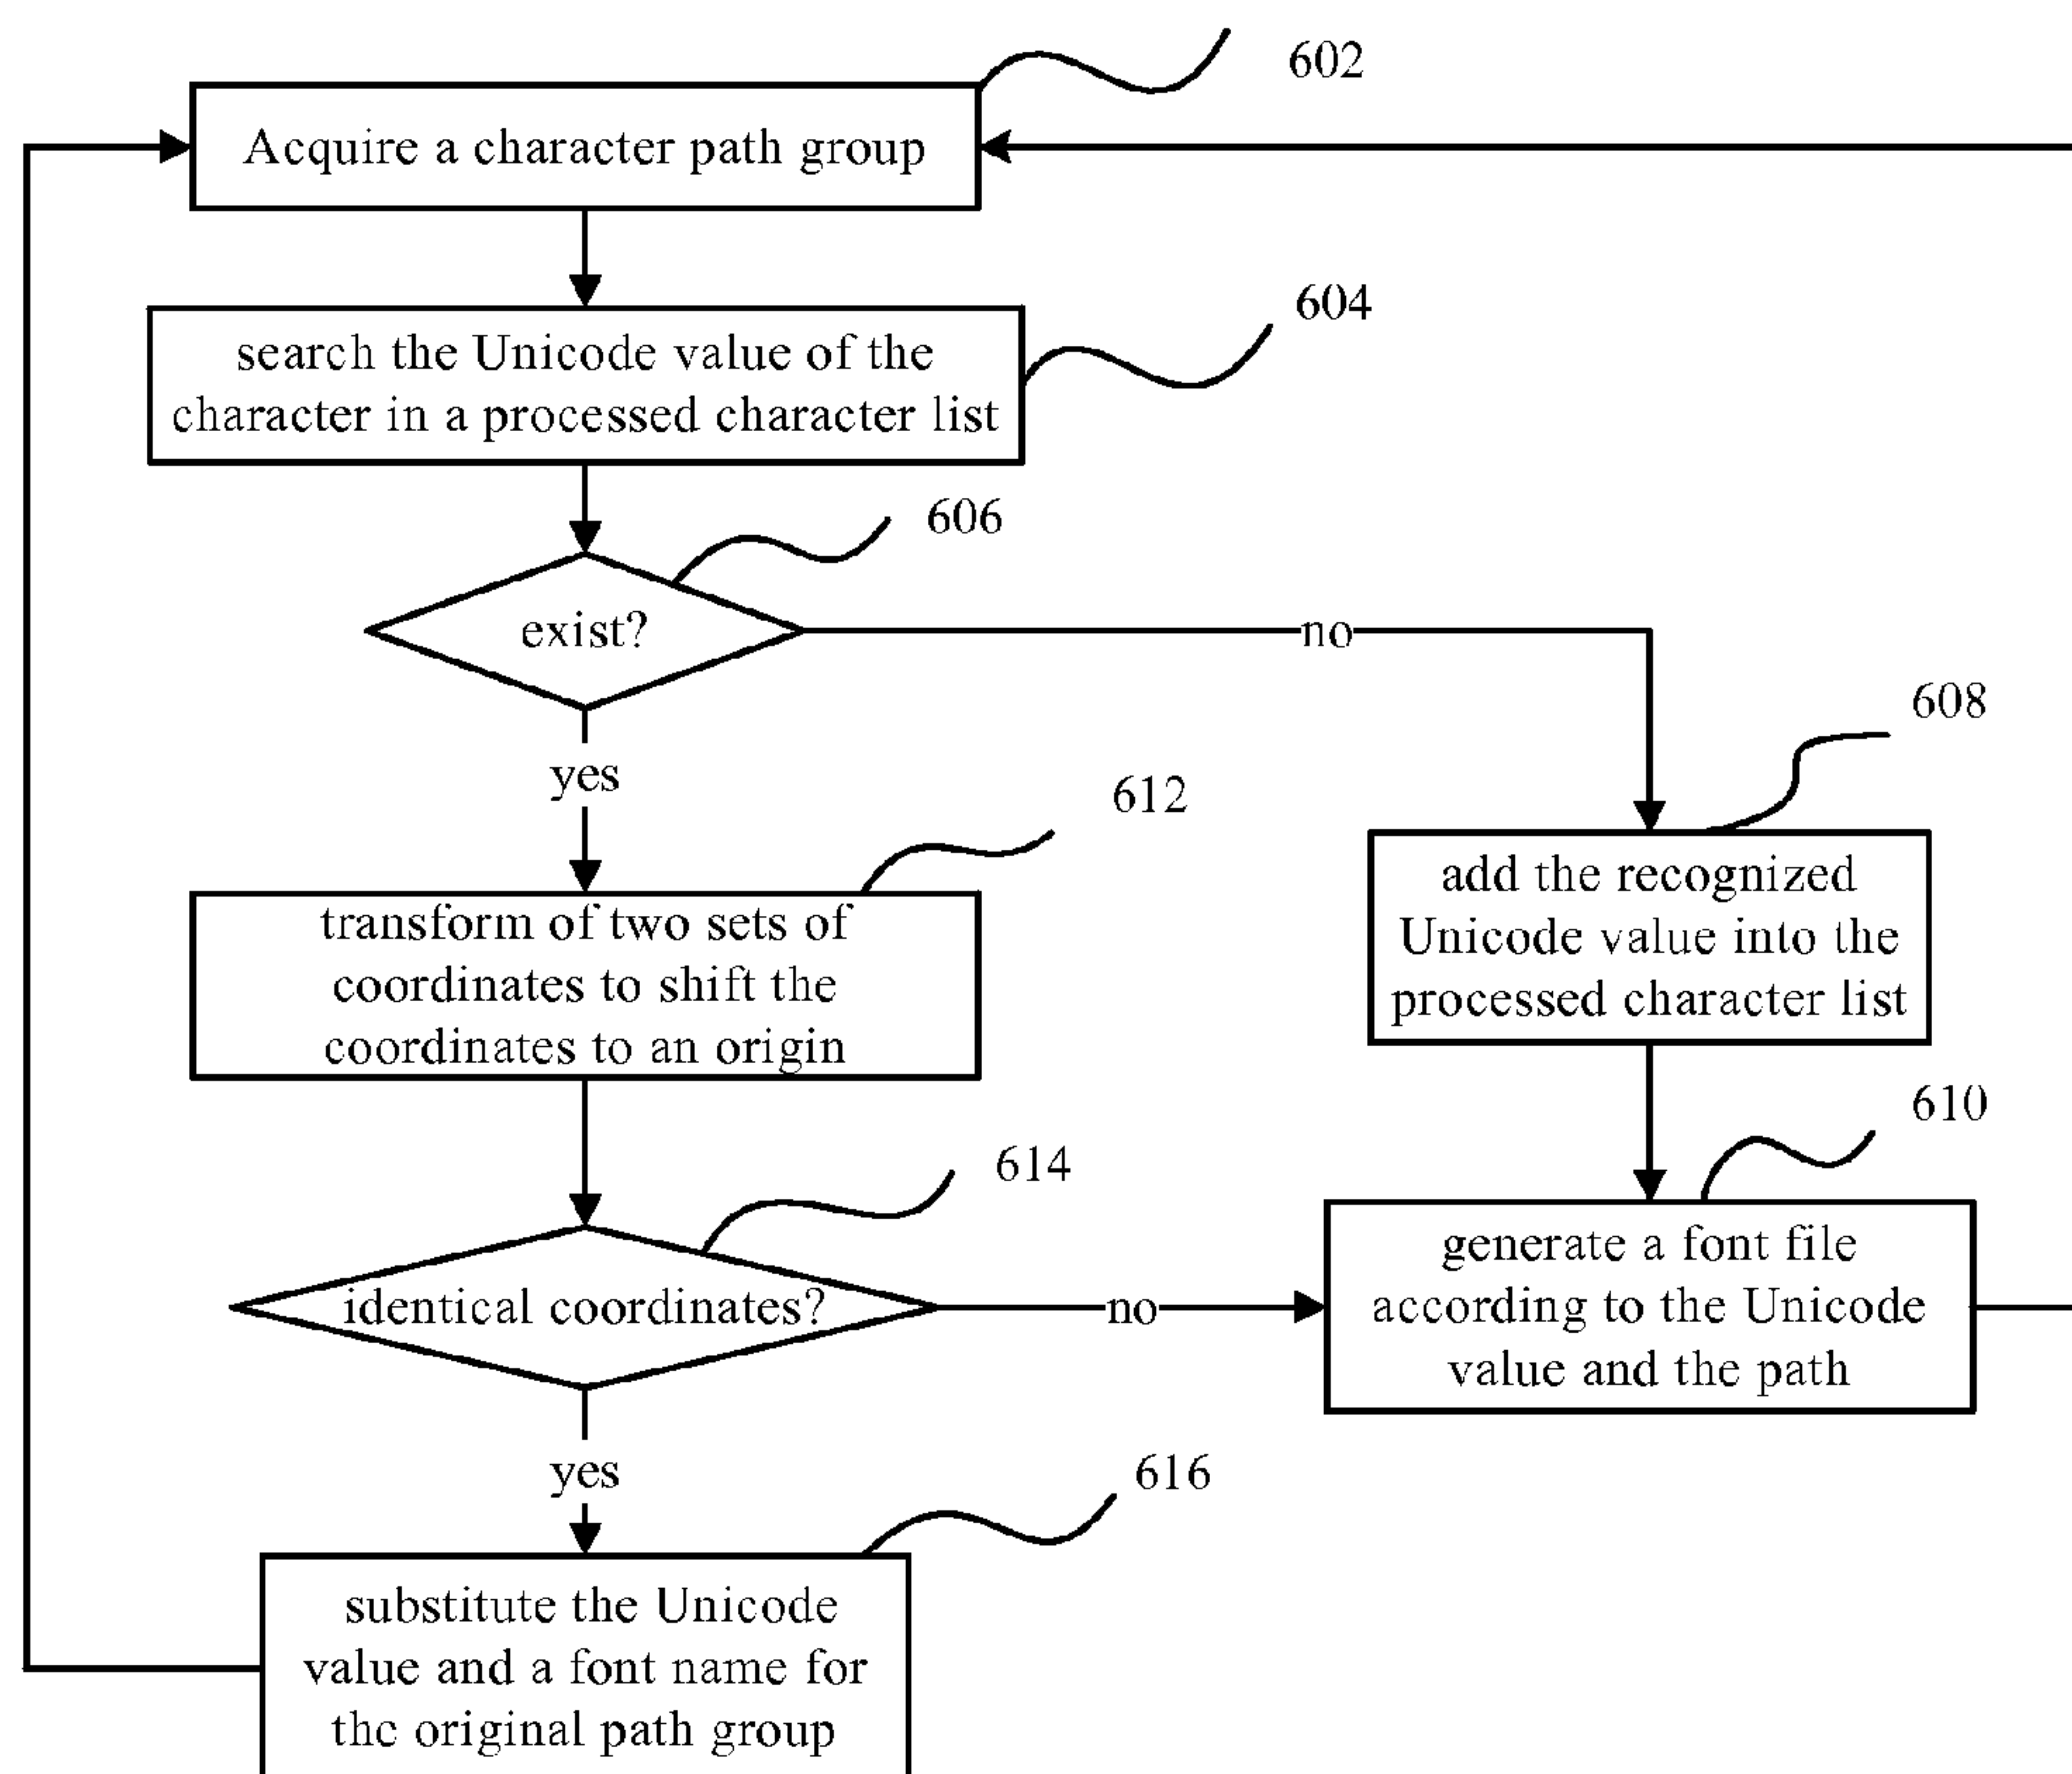 602
Acquire a character path group
604
search the Unicode value of the
character in a processed character list
606
exist?
no
608
yes
612
add the recognized
Unicode value into the
processed character list
transform of two sets of
coordinates to shift the
coordinates to an origin
610
614
identical coordinates?
no
generate a font file
according to the Unicode
value and the path
yes
616
substitute the Unicode
value and a font name for
the original path group